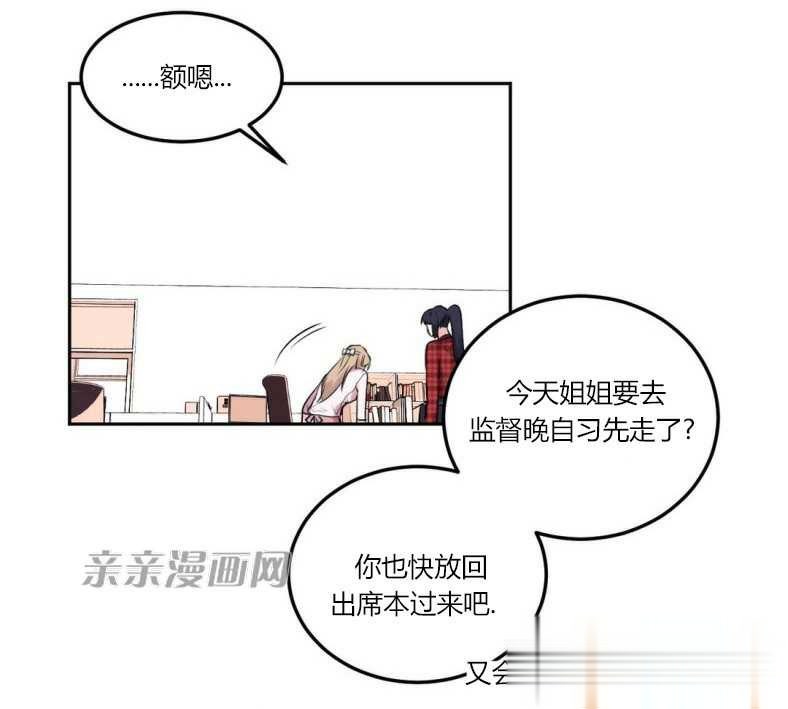 ......额嗯...
今天姐姐要去
监督晚自习先走了?
亲亲漫画网
你也快放回
出席本过来吧.
又会